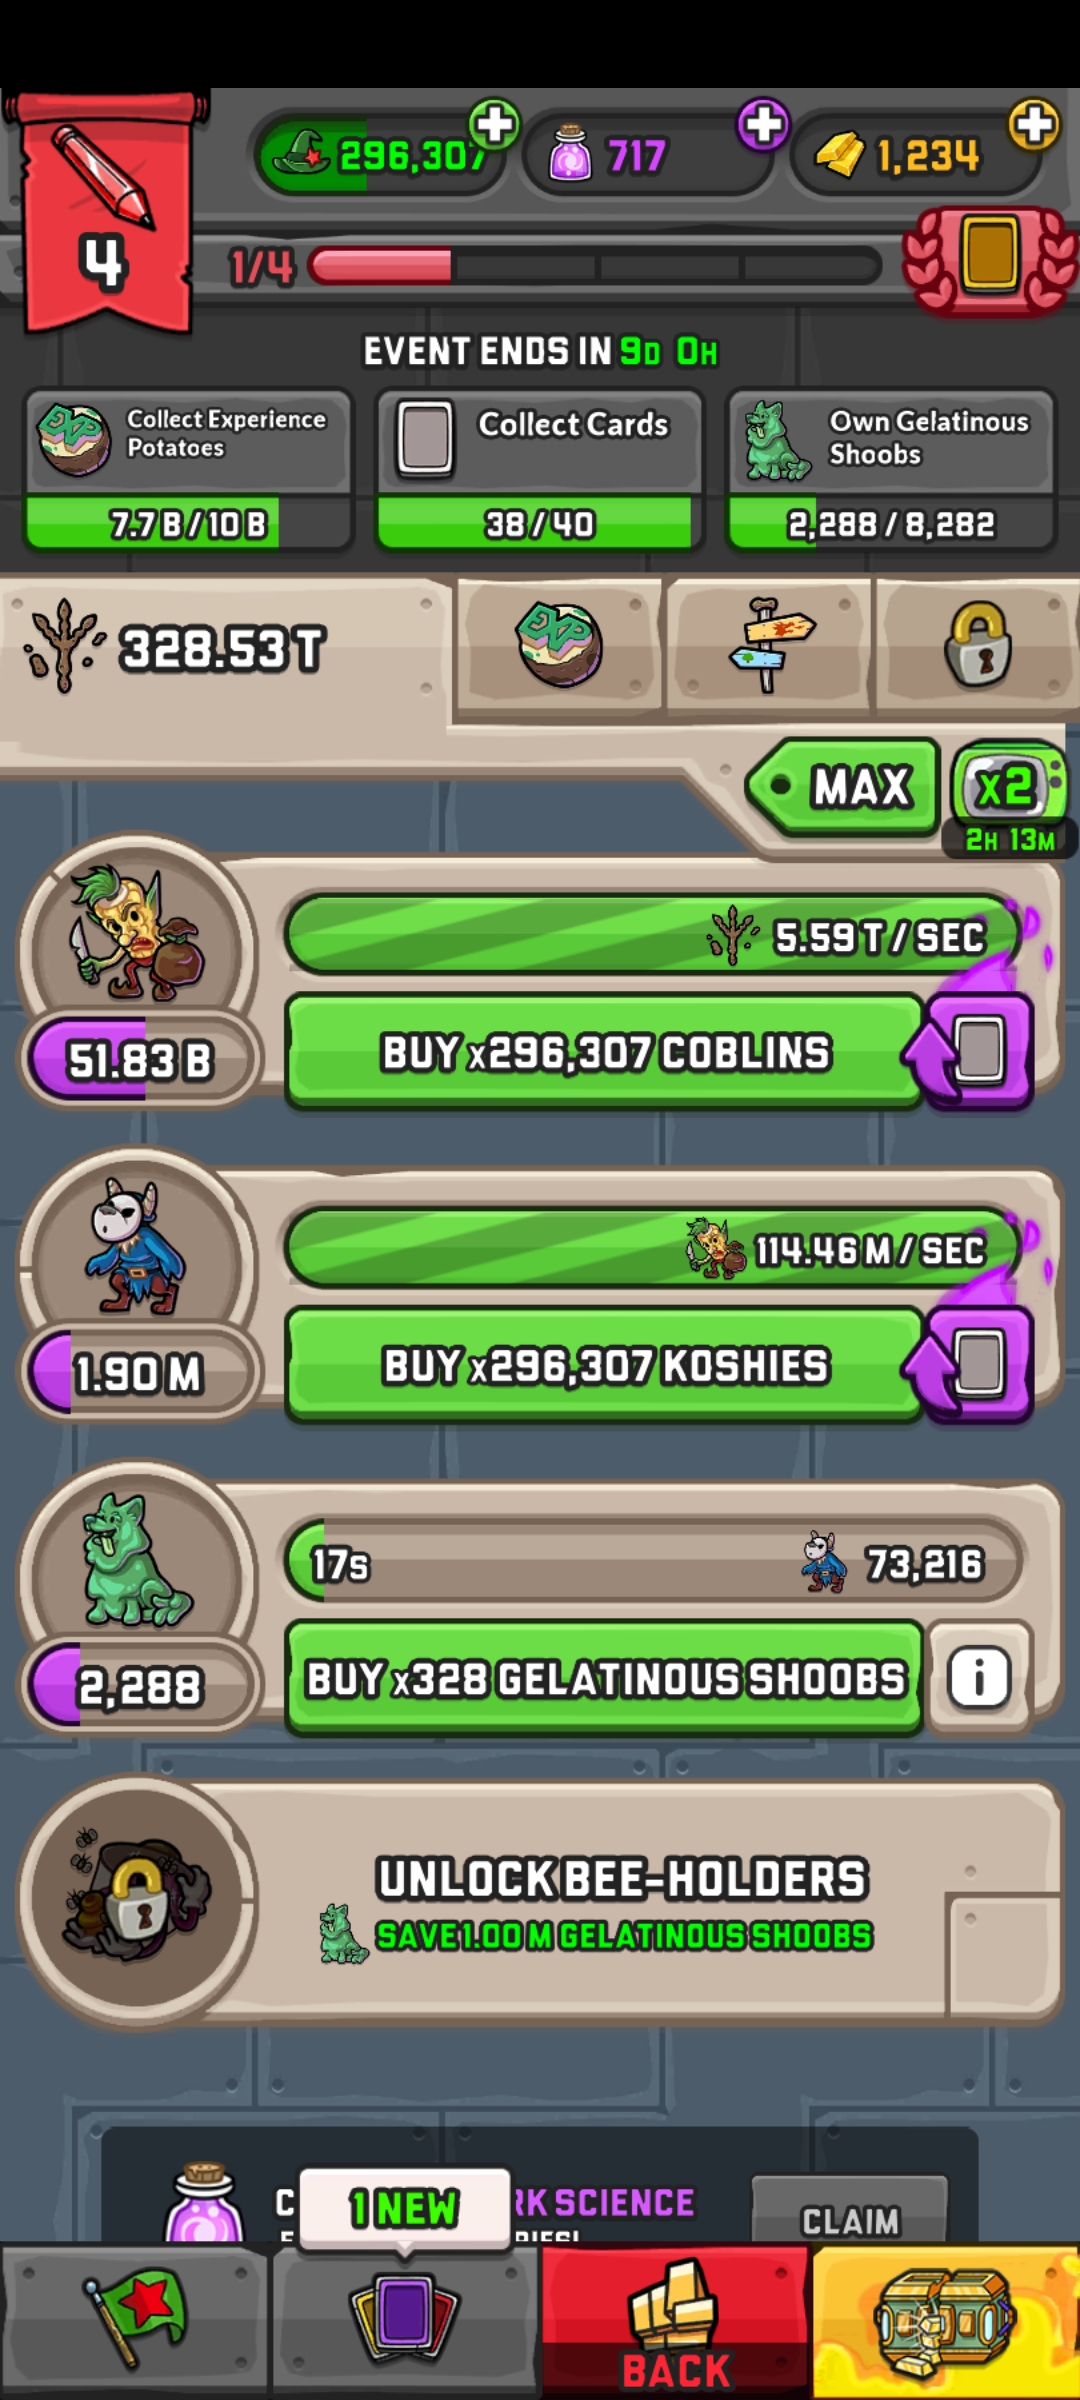 296,307
717
1,234
4
1/4
EVENT ENDS IN 9D 0H
EXP
Collect Experience
Potatoes
7.7 B / 10 B
Collect Cards
38 / 40
Own Gelatinous
Shoobs
2,288 / 8,282
328.53 T
EXP
MAX
x2
2H 13M
5.59 T / SEC
51.83 B
BUY x296,307 COBLINS
114.46 M / SEC
1.90 M
BUY x296,307 KOSHIES
17s
73,216
2,288
BUY x328 GELATINOUS SHOOBS
i
UNLOCK BEE-HOLDERS
SAVE 1.00 M GELATINOUS SHOOBS
1 NEW
RK SCIENCE
CLAIM
BACK